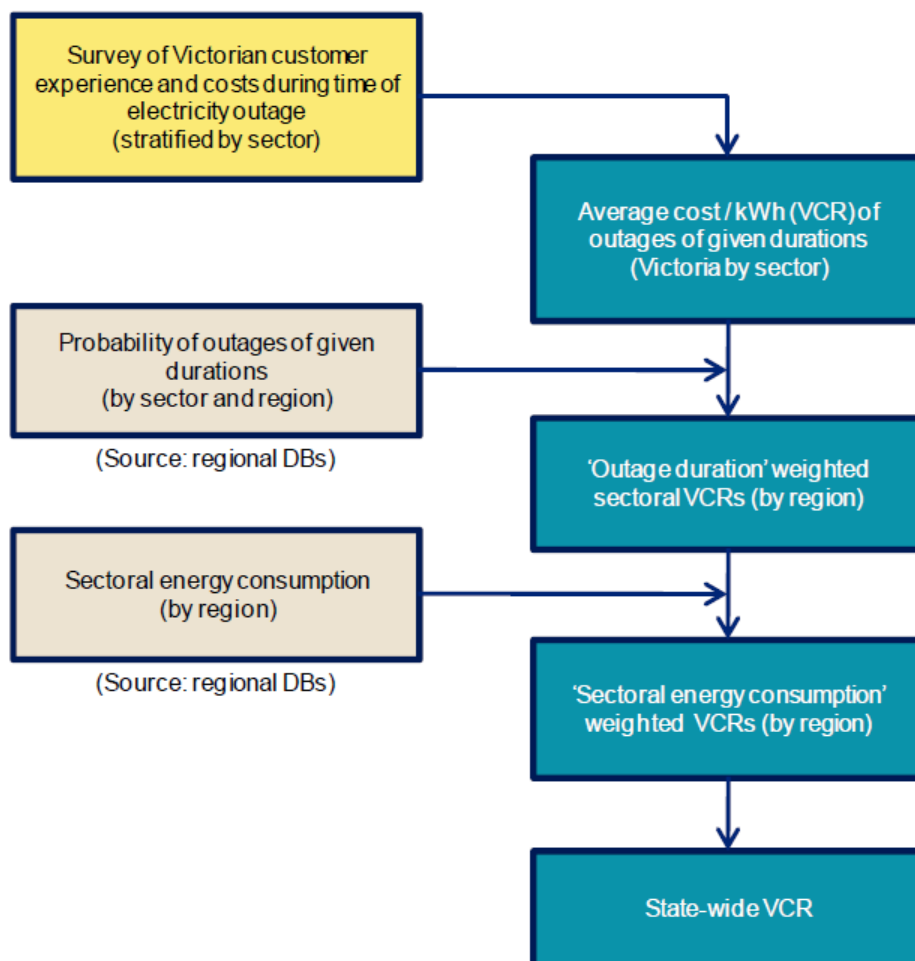 Survey of Victorian customer
experience and costs during time of
electricity outage
(stratified by sector)
Average cost / kWh (VCR) of
outages of given durations
(Victoria by sector)
Probability of outages of given
durations
(by sector and region)
(Source: regional DBs)
‘Outage duration’ weighted
sectoral VCRs (by region)
Sectoral energy consumption
(by region)
(Source: regional DBs)
‘Sectoral energy consumption’
weighted VCRs (by region)
State-wide VCR